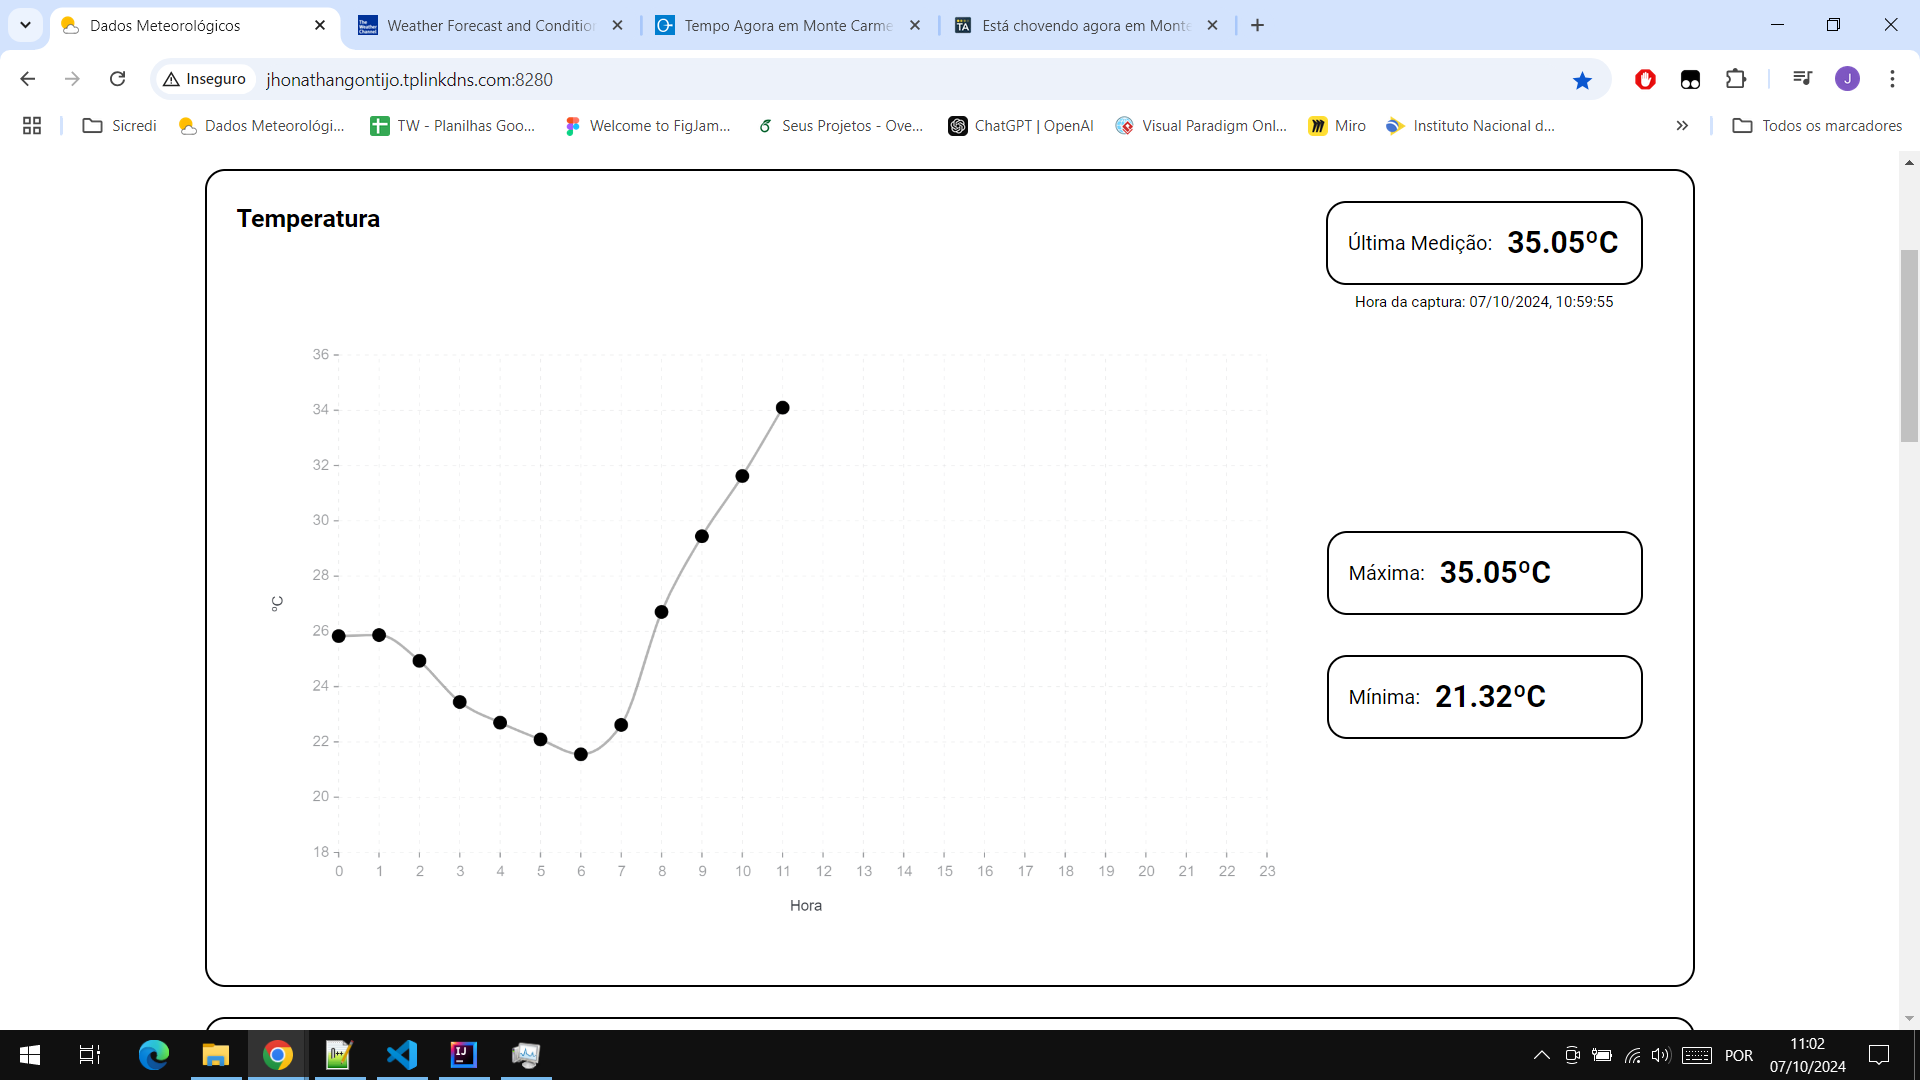 Dados Meteorológicos
Weather Forecast and Condition
Tempo Agora em Monte Carme
Está chovendo agora em Monte
Inseguro
jhonathangontijo.tplinkdns.com:8280
J
Sicredi
Dados Meteorológi...
TW - Planilhas Goo...
Welcome to FigJam...
Seus Projetos - Ove...
ChatGPT | OpenAI
Visual Paradigm Onl...
Miro
Instituto Nacional d...
Todos os marcadores
Temperatura
Última Medição: 35.05ºC
Hora da captura: 07/10/2024, 10:59:55
36
34
32
30
28
26
24
22
20
18
ºC
0 1 2 3 4 5 6 7 8 9 10 11 12 13 14 15 16 17 18 19 20 21 22 23
Hora
Máxima: 35.05ºC
Mínima: 21.32ºC
POR
11:02
07/10/2024